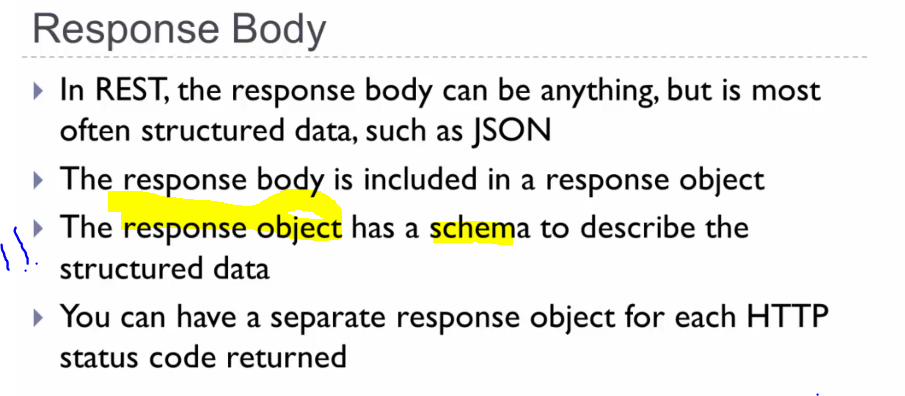 Response Body
In REST, the response body can be anything, but is most
often structured data, such as JSON
The response body is included in a response object
The response object has a schema to describe the
structured data
You can have a separate response object for each HTTP
status code returned
!!